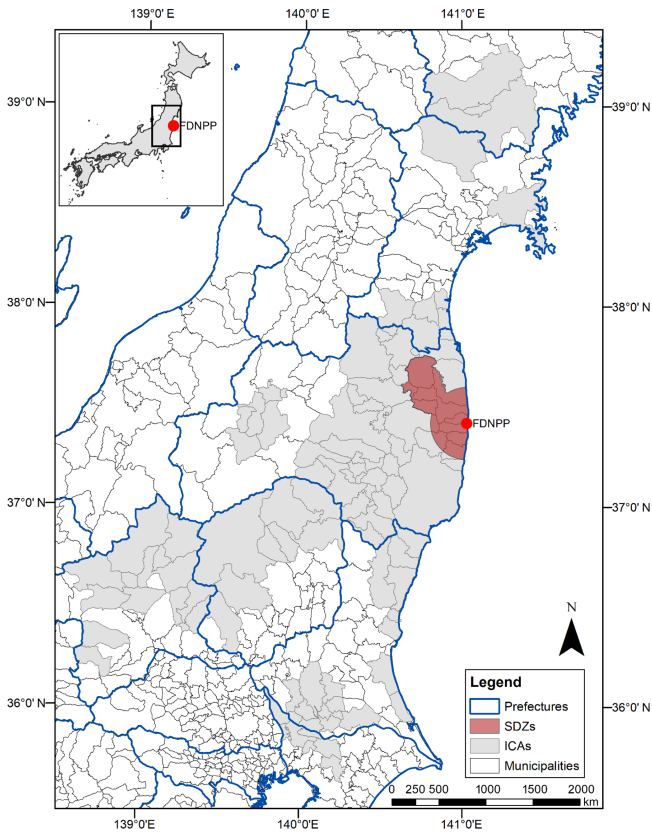 139°0' E
140°0' E
141°0' E
39°0' N
39°0' N
FDNPP
38°0' N
38°0' N
FDNPP
37°0' N
37°0' N
N
36°0' N
36°0' N
Legend
Prefectures
SDZs
ICAs
Municipalities
0 250 500 1000 1500 2000
km
139°0' E
140°0' E
141°0' E